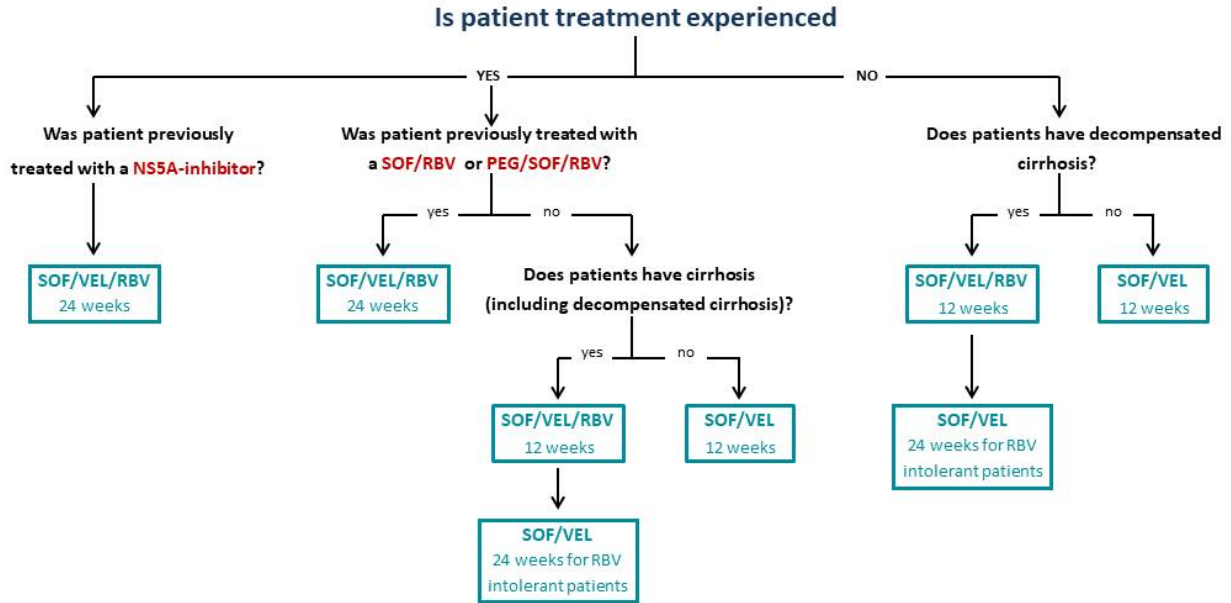 Is patient treatment experienced
YES
NO
Was patient previously
treated with a NS5A-inhibitor?
Was patient previously treated with
a SOF/RBV or PEG/SOF/RBV?
Does patients have decompensated
cirrhosis?
yes
no
yes
no
SOF/VEL/RBV
24 weeks
SOF/VEL/RBV
24 weeks
Does patients have cirrhosis
(including decompensated cirrhosis)?
SOF/VEL/RBV
12 weeks
SOF/VEL
12 weeks
yes
no
SOF/VEL/RBV
12 weeks
SOF/VEL
12 weeks
SOF/VEL
24 weeks for RBV
intolerant patients
SOF/VEL
24 weeks for RBV
intolerant patients